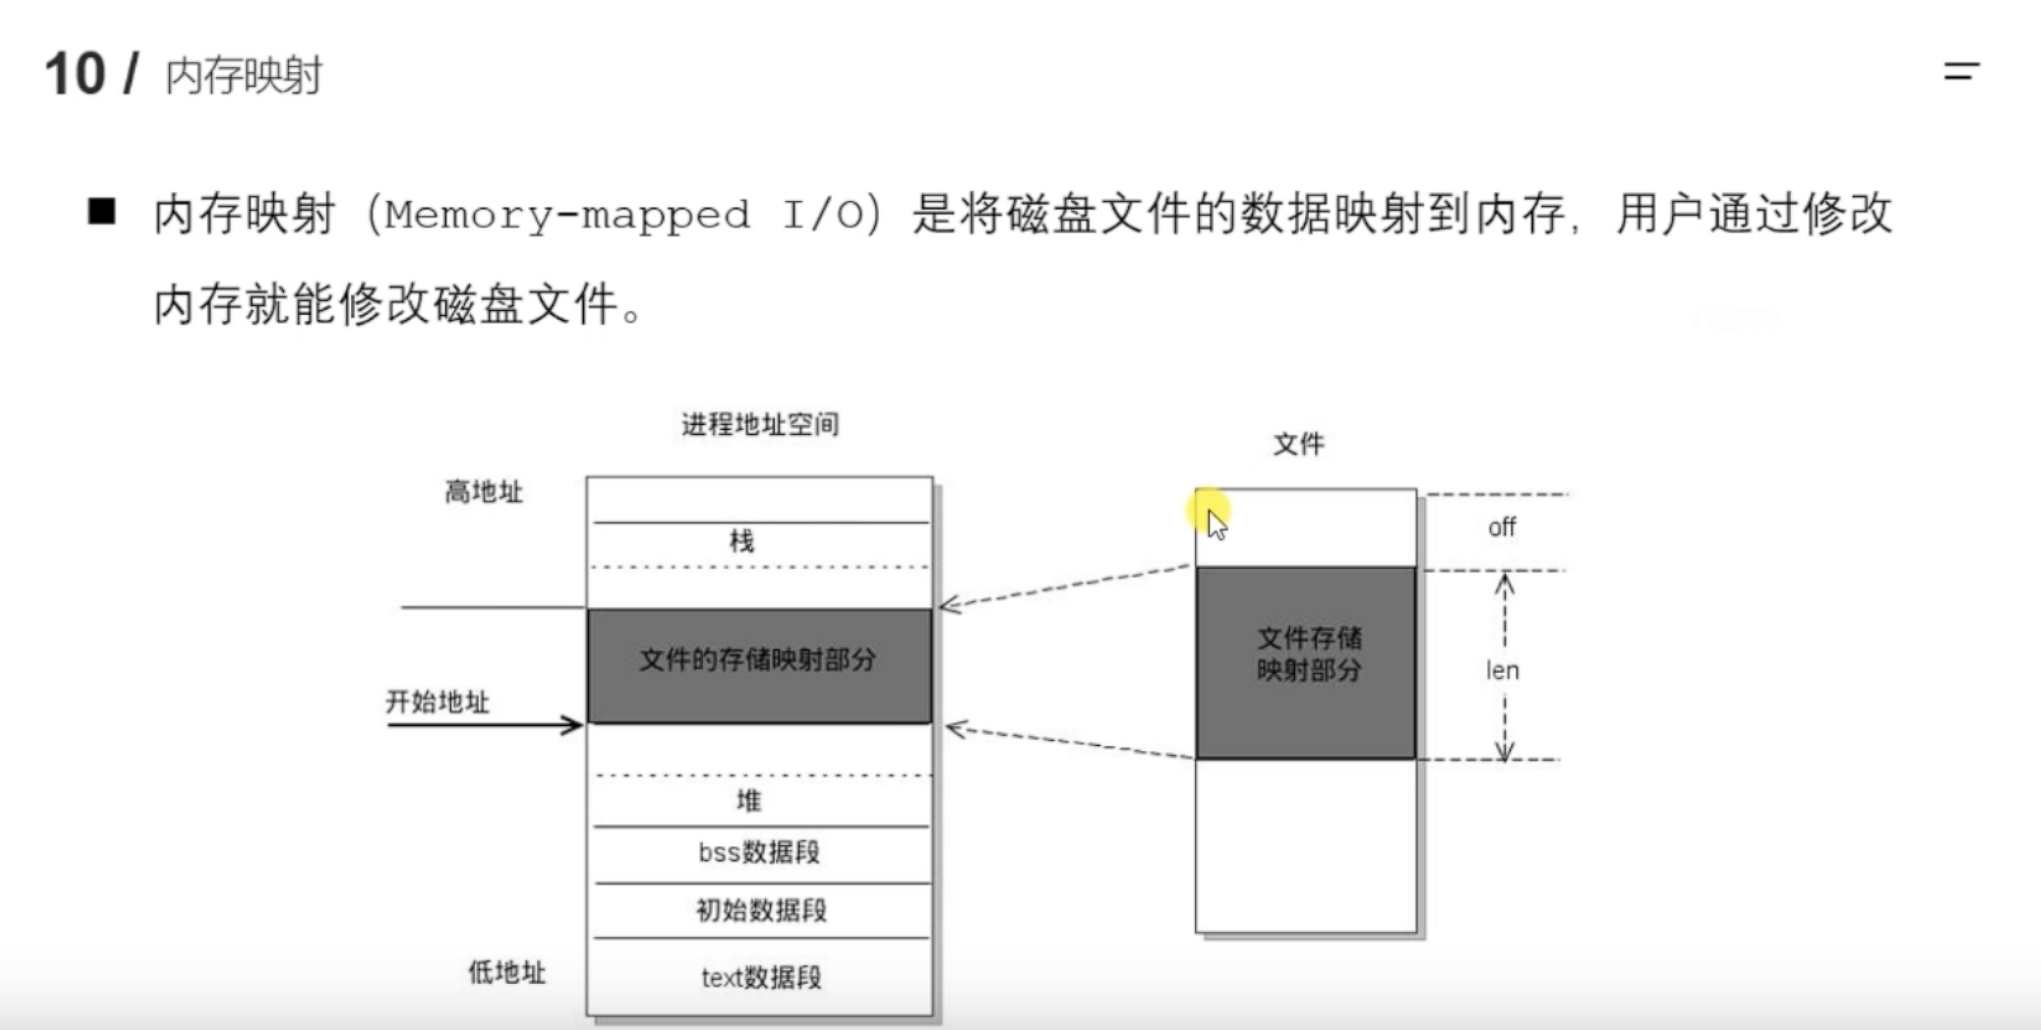 10 / 内存映射
■ 内存映射（Memory-mapped I/O）是将磁盘文件的数据映射到内存，用户通过修改
内存就能修改磁盘文件。
进程地址空间
文件
高地址
栈
off
文件的存储映射部分
文件存储
映射部分
len
开始地址
堆
bss数据段
初始数据段
低地址
text数据段